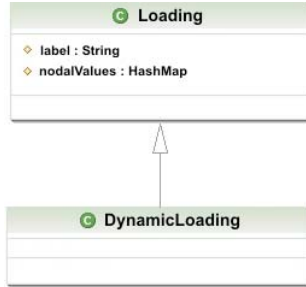 C Loading
label : String
nodalValues : HashMap
C DynamicLoading